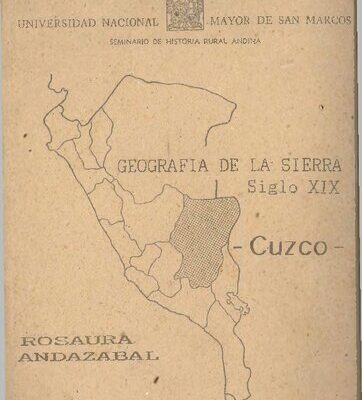 UNIVERSIDAD NACIONAL MAYOR DE SAN MARCOS
SEMINARIO DE HISTORIA RURAL ANDINA
GEOGRAFIA DE LA SIERRA
Siglo XIX
- Cuzco -
ROSAURA
ANDAZABAL